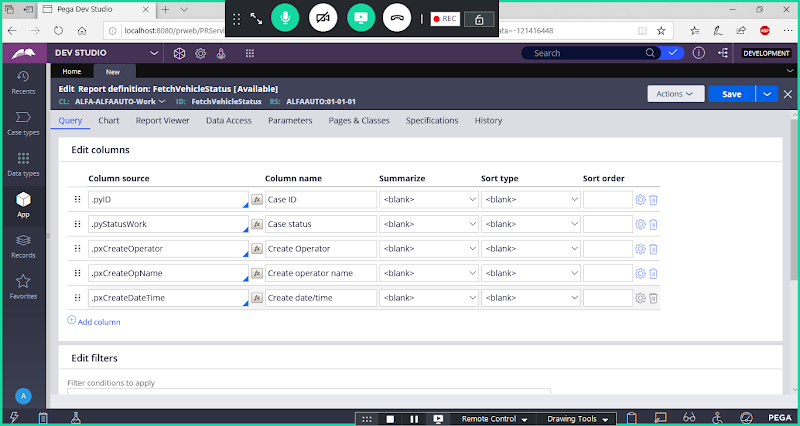 Pega Dev Studio
localhost:8080/prweb/PRServlet
REC
ata=-121416448
DEV STUDIO
Search
DEVELOPMENT
Home
New
Edit Report definition: FetchVehicleStatus [Available]
CL: ALFA-ALFAAUTO-Work
ID: FetchVehicleStatus
RS: ALFAAUTO:01-01-01
Actions
Save
Recents
Case types
Data types
App
Records
Favorites
A
Query
Chart
Report Viewer
Data Access
Parameters
Pages & Classes
Specifications
History
Edit columns
Column source
Column name
Summarize
Sort type
Sort order
.pyID
fx
Case ID
<blank>
<blank>
.pyStatusWork
fx
Case status
<blank>
<blank>
.pxCreateOperator
fx
Create Operator
<blank>
<blank>
.pxCreateOpName
fx
Create operator name
<blank>
<blank>
.pxCreateDateTime
fx
Create date/time
<blank>
<blank>
Add column
Edit filters
Filter conditions to apply
Remote Control
Drawing Tools
PEGA